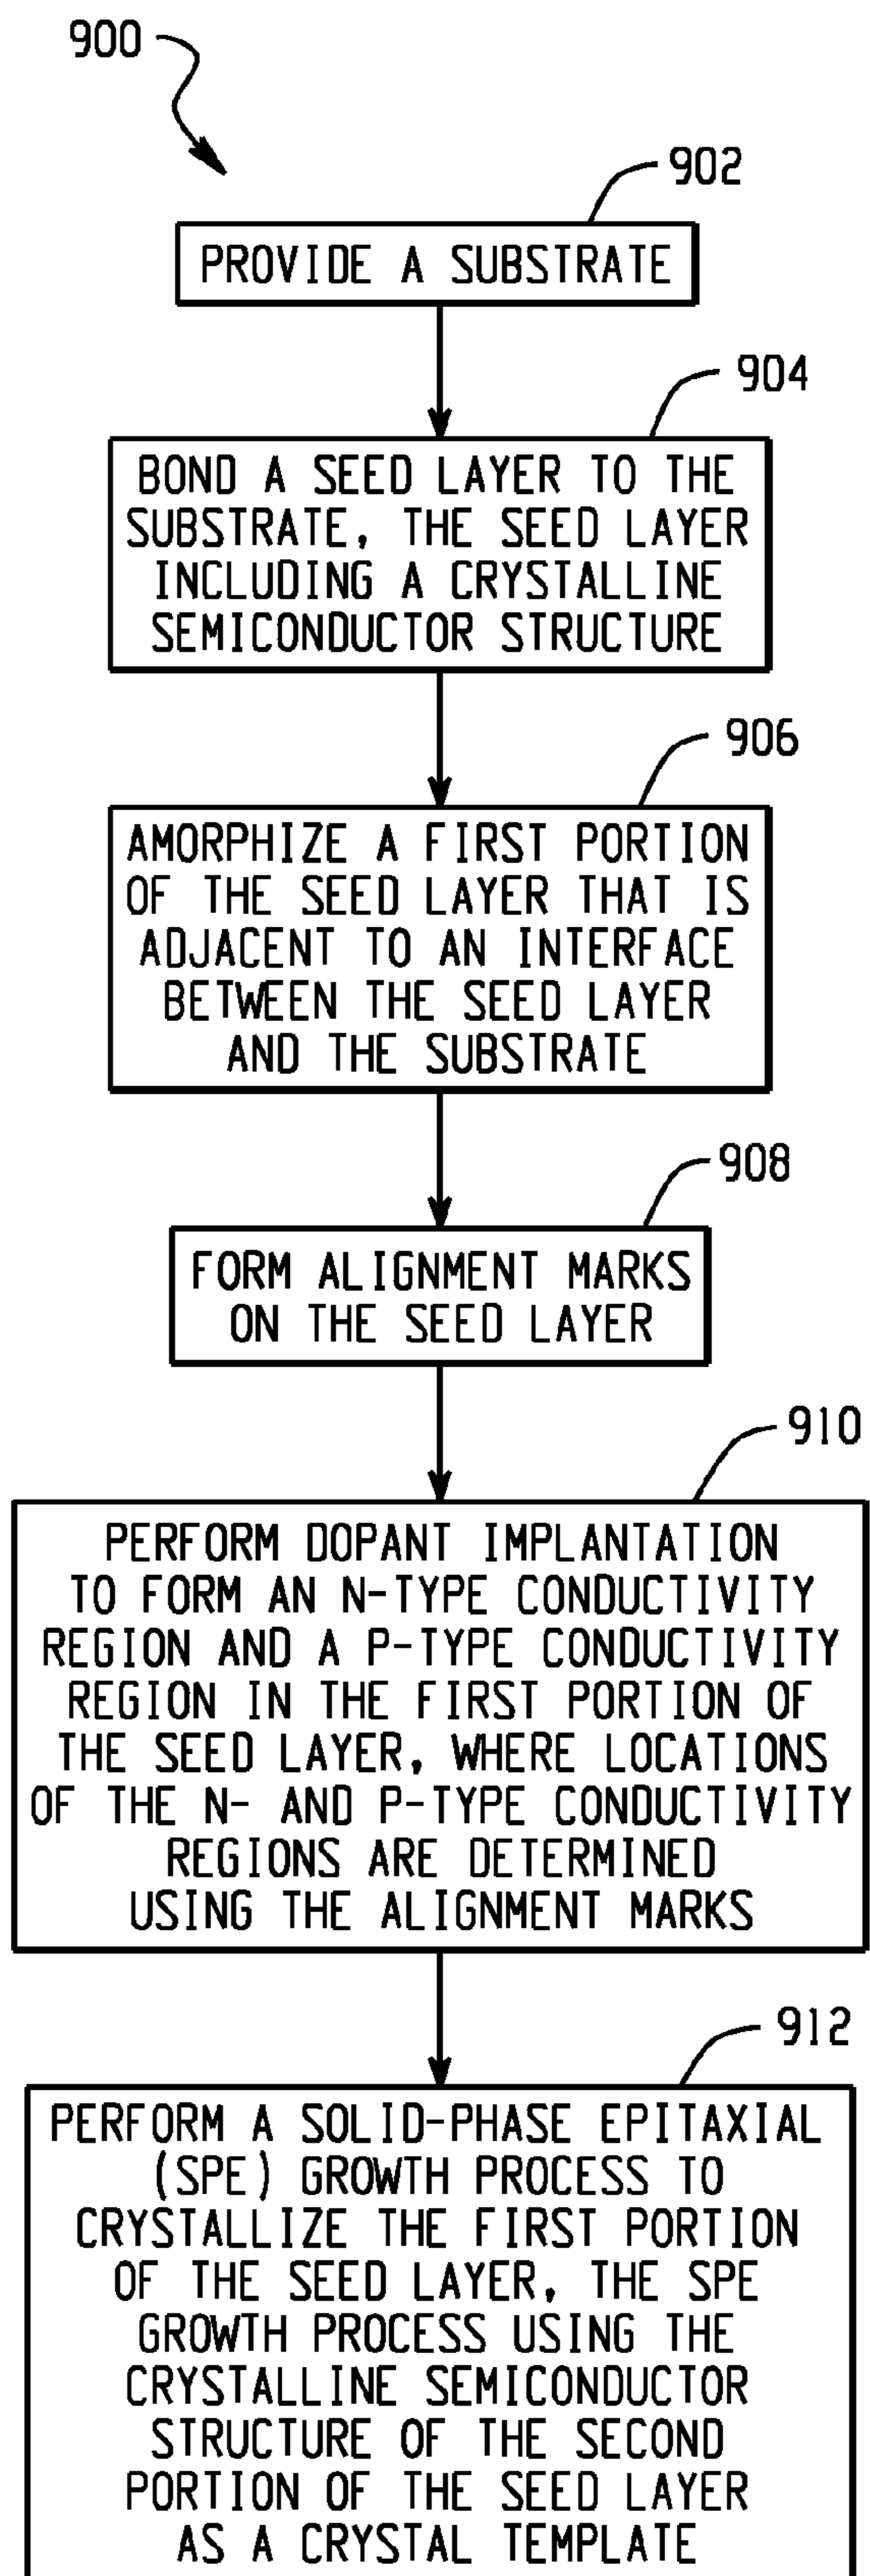 900
902
PROVIDE A SUBSTRATE
904
BOND A SEED LAYER TO THE
SUBSTRATE, THE SEED LAYER
INCLUDING A CRYSTALLINE
SEMICONDUCTOR STRUCTURE
906
AMORPHIZE A FIRST PORTION
OF THE SEED LAYER THAT IS
ADJACENT TO AN INTERFACE
BETWEEN THE SEED LAYER
AND THE SUBSTRATE
908
FORM ALIGNMENT MARKS
ON THE SEED LAYER
910
PERFORM DOPANT IMPLANTATION
TO FORM AN N-TYPE CONDUCTIVITY
REGION AND A P-TYPE CONDUCTIVITY
REGION IN THE FIRST PORTION OF
THE SEED LAYER, WHERE LOCATIONS
OF THE N- AND P-TYPE CONDUCTIVITY
REGIONS ARE DETERMINED
USING THE ALIGNMENT MARKS
912
PERFORM A SOLID-PHASE EPITAXIAL
(SPE) GROWTH PROCESS TO
CRYSTALLIZE THE FIRST PORTION
OF THE SEED LAYER, THE SPE
GROWTH PROCESS USING THE
CRYSTALLINE SEMICONDUCTOR
STRUCTURE OF THE SECOND
PORTION OF THE SEED LAYER
AS A CRYSTAL TEMPLATE